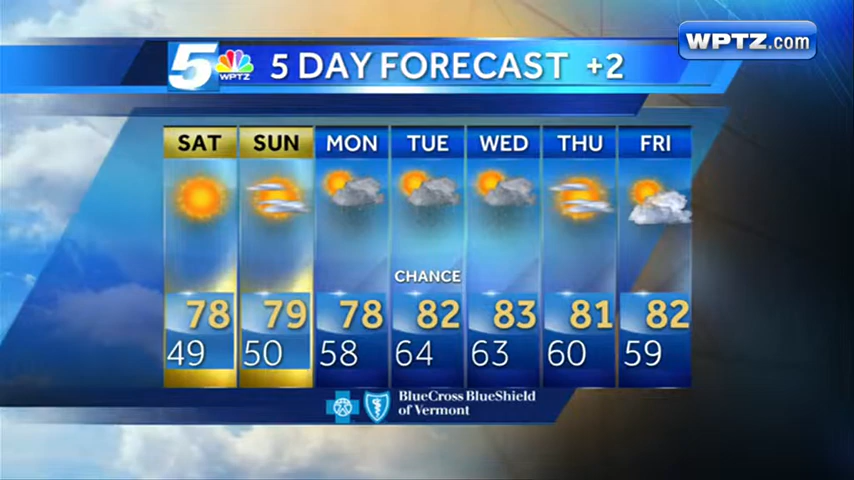 WPTZ.com
5 WPTZ 5 DAY FORECAST +2
SAT SUN MON TUE WED THU FRI
CHANCE
78 79 78 82 83 81 82
49 50 58 64 63 60 59
BlueCross BlueShield
of Vermont